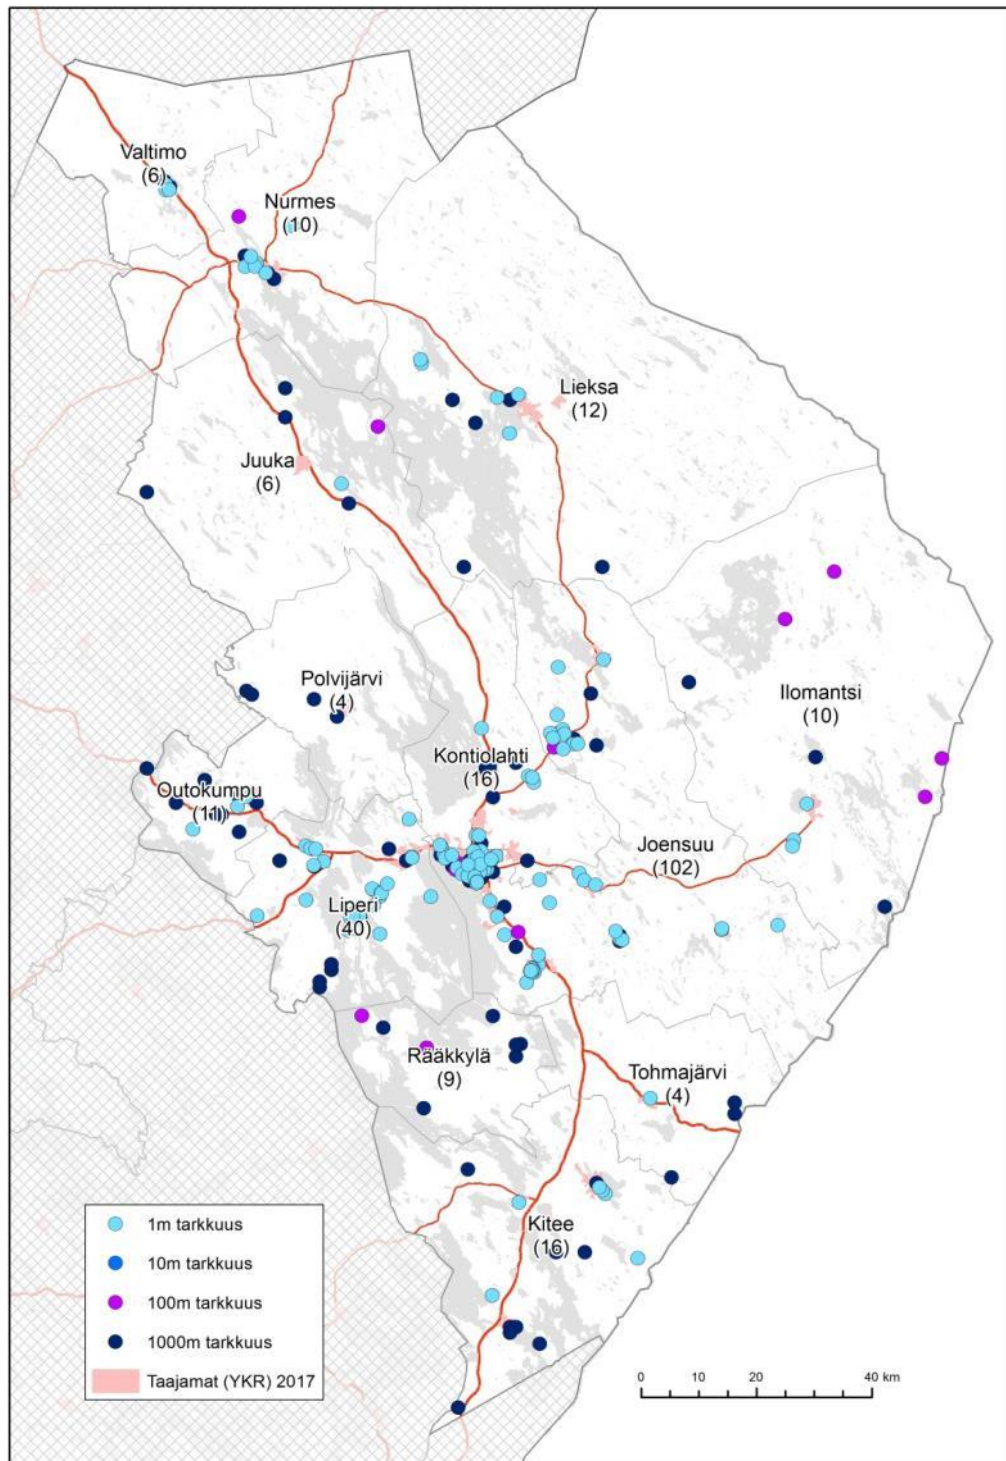 Valtimo
(6)
Nurmes
(10)
Lieksa
(12)
Juuka
(6)
Polvijärvi
(4)
Ilomantsi
(10)
Kontiolahti
(16)
Outokumpu
(11)
Joensuu
(102)
Liperi
(40)
Rääkkylä
(9)
Tohmajärvi
(4)
Kitee
(16)
1m tarkkuus
10m tarkkuus
100m tarkkuus
1000m tarkkuus
Taajamat (YKR) 2017
0 10 20 40 km